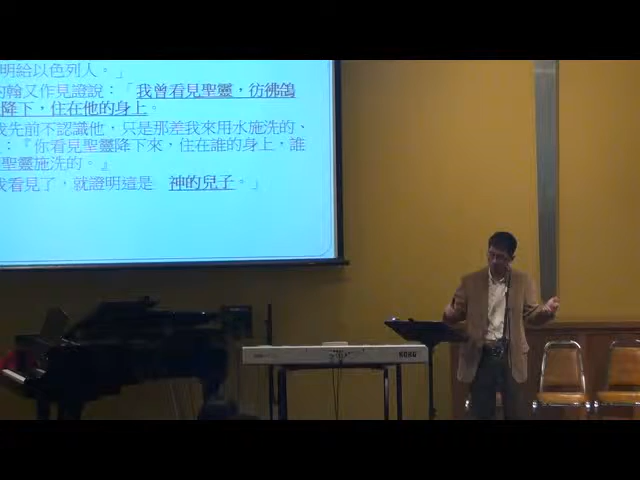 明給以色列人。」
約翰又作見證說：「我曾看見聖靈，彷彿鴿
降下，住在他的身上。
我先前不認識他，只是那差我來用水施洗的、
：『你看見聖靈降下來，住在誰的身上，誰
聖靈施洗的。』
我看見了，就證明這是 神的兒子。」
KORG